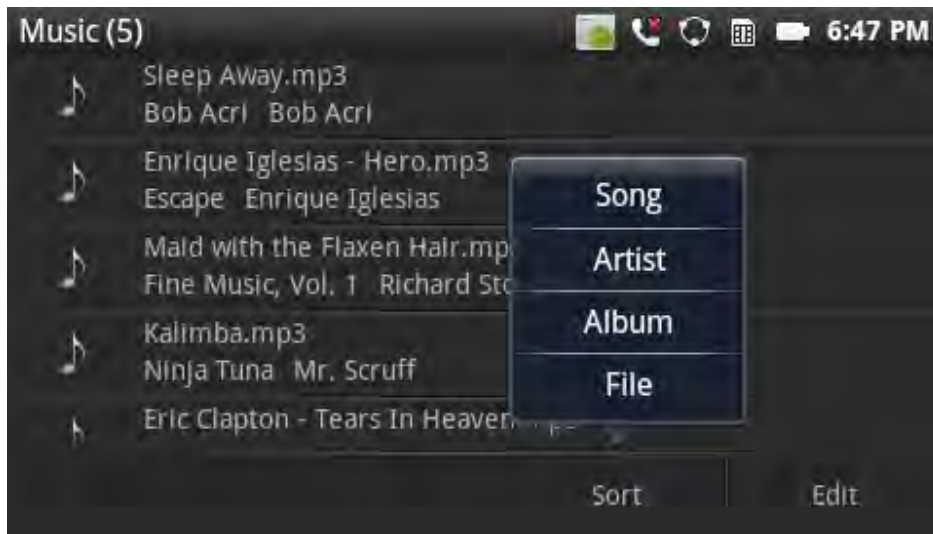 Music (5)
6:47 PM
Sleep Away.mp3
Bob Acri Bob Acri
Enrique Iglesias - Hero.mp3
Escape Enrique Iglesias
Maid with the Flaxen Hair.mp
Fine Music, Vol. 1 Richard Sto
Kalimba.mp3
Ninja Tuna Mr. Scruff
Eric Clapton - Tears In Heaven
Song
Artist
Album
File
Sort Edit